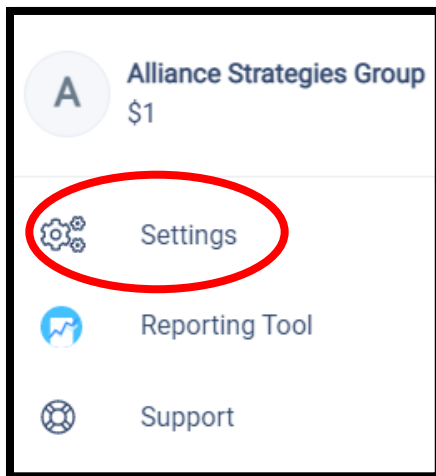 A
Alliance Strategies Group
$1
Settings
Reporting Tool
Support